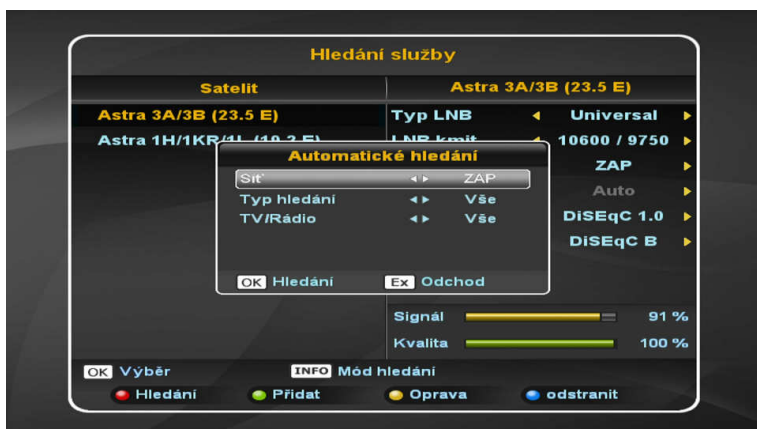 Hledání služby
Satelit Astra 3A/3B (23.5 E)
Astra 3A/3B (23.5 E) Typ LNB Universal
Astra 1H/1KR/1L (19.2 E) LNB kmit. 10600 / 9750
Automatické hledání
ZAP
Síť ZAP
Auto
Typ hledání Vše
TV/Rádio Vše
DiSEqC 1.0
DiSEqC B
OK Hledání Ex Odchod
Signál 91 %
Kvalita 100 %
OK Výběr INFO Mód hledání
Hledání Přidat Oprava odstranit